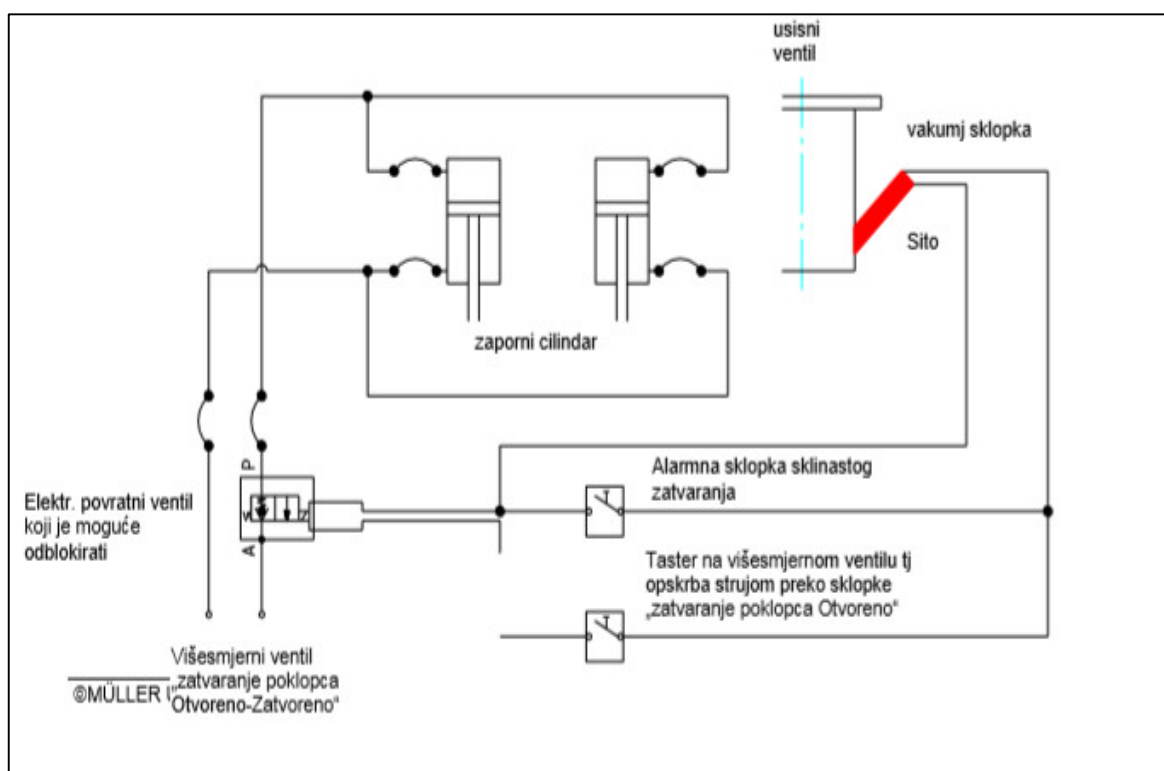 usisni
ventil
vakumj sklopka
Sito
zaporni cilindar
P
A
Elektr. povratni ventil
koji je moguće
odblokirati
Alarmna sklopka sklinastog
zatvaranja
Taster na višesmjernom ventilu tj
opskrba strujom preko sklopke
„zatvaranje poklopca Otvoreno“
Višesmjerni ventil
„zatvaranje poklopca
Otvoreno-Zatvoreno“
©MÜLLER